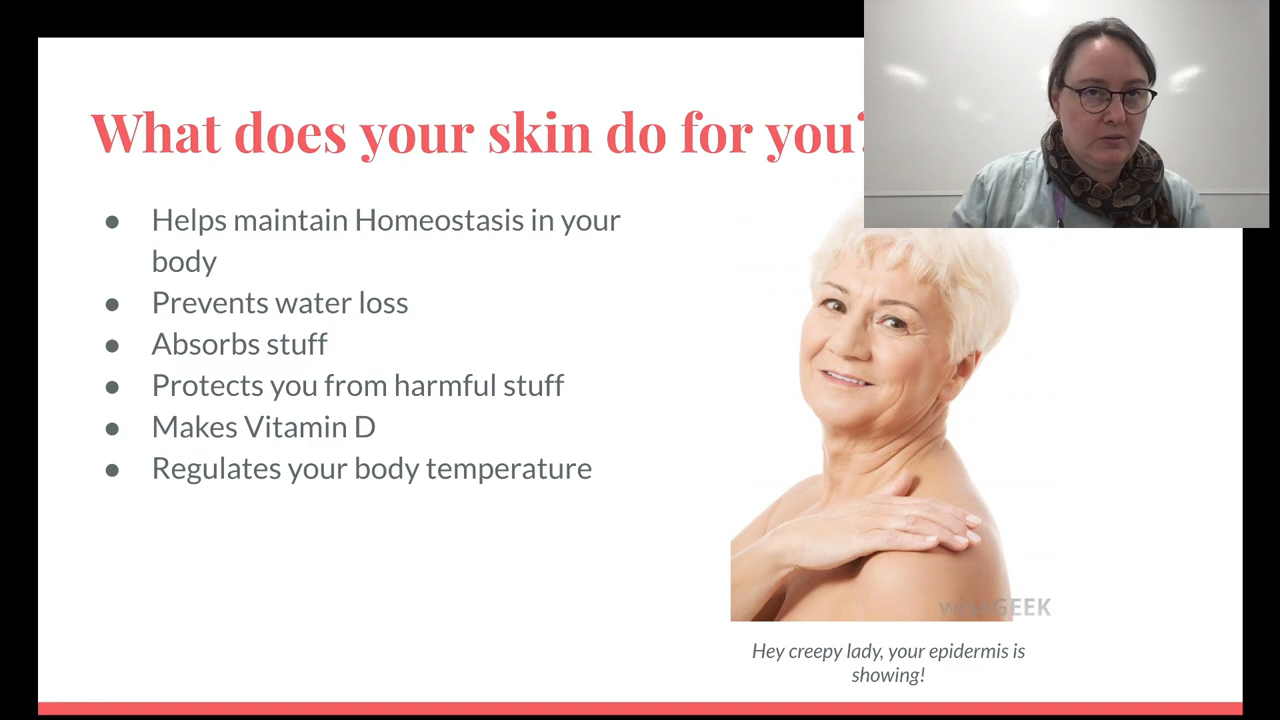 What does your skin do for you?
● Helps maintain Homeostasis in your
body
● Prevents water loss
● Absorbs stuff
● Protects you from harmful stuff
● Makes Vitamin D
● Regulates your body temperature
wiseGEEK
Hey creepy lady, your epidermis is
showing!